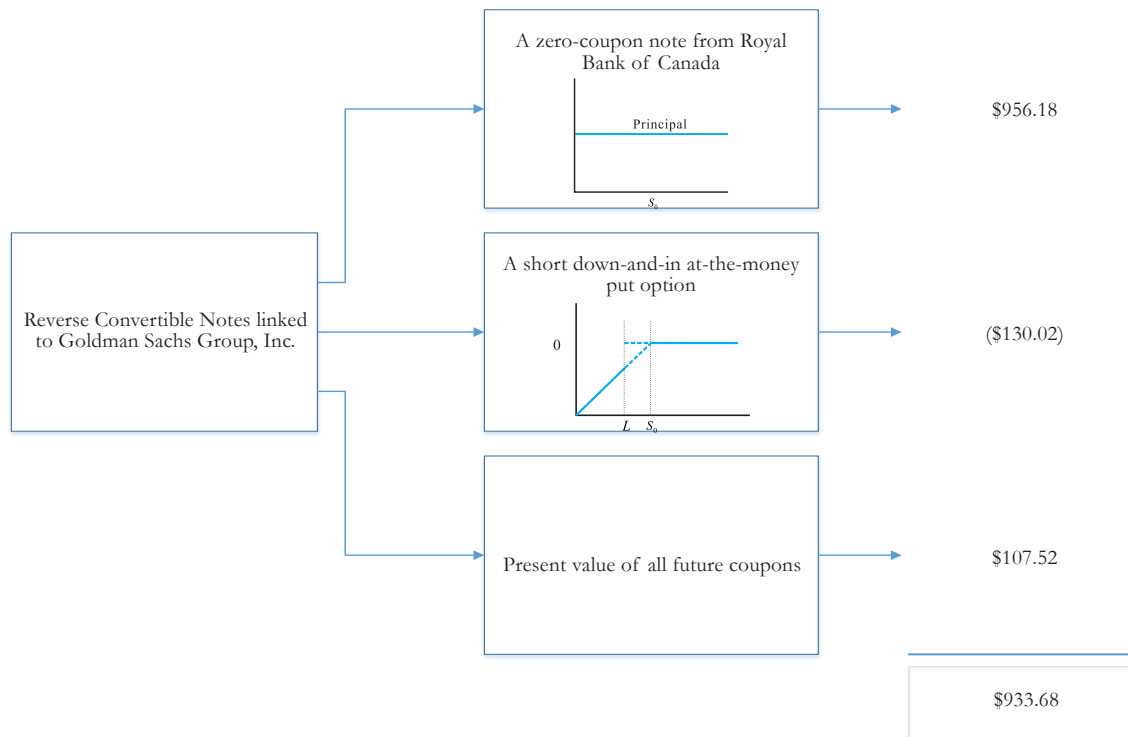 A zero-coupon note from Royal
Bank of Canada
Principal
S₀
$956.18
Reverse Convertible Notes linked
to Goldman Sachs Group, Inc.
A short down-and-in at-the-money
put option
0
L S₀
($130.02)
Present value of all future coupons
$107.52
$933.68